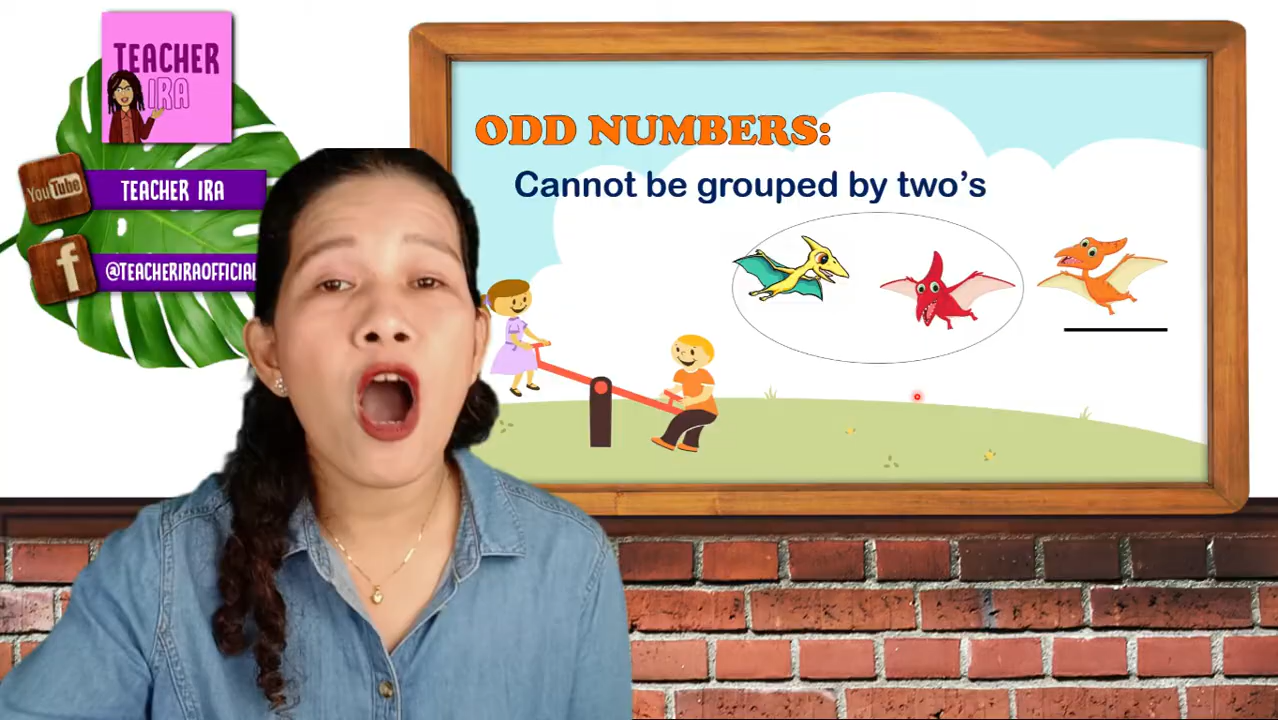 TEACHER
IRA
YouTube
TEACHER IRA
f
@TEACHERIRAOFFICIAL
ODD NUMBERS:
Cannot be grouped by two's